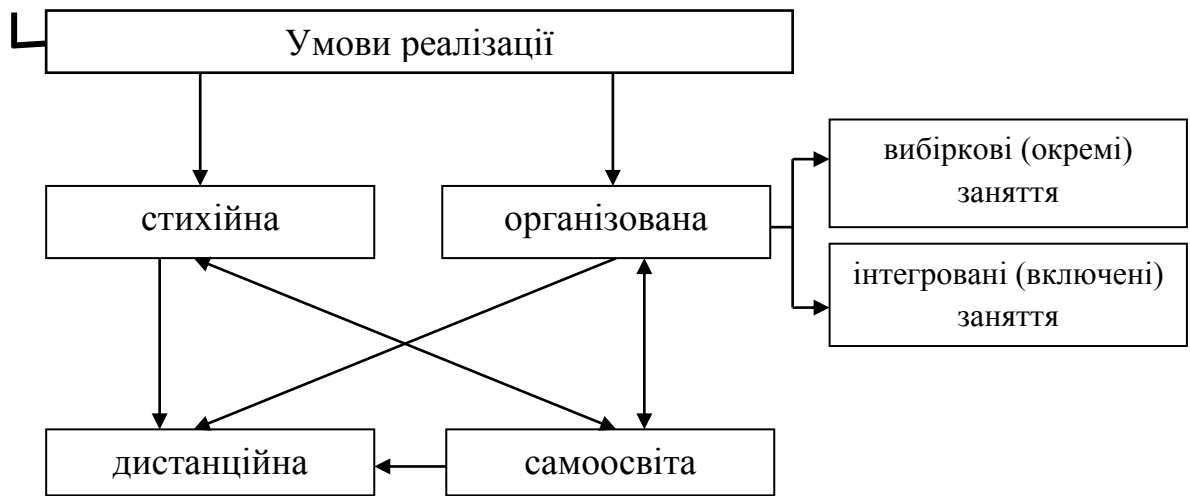 Умови реалізації
вибіркові (окремі)
заняття
стихійна
організована
інтегровані (включені)
заняття
дистанційна
самоосвіта